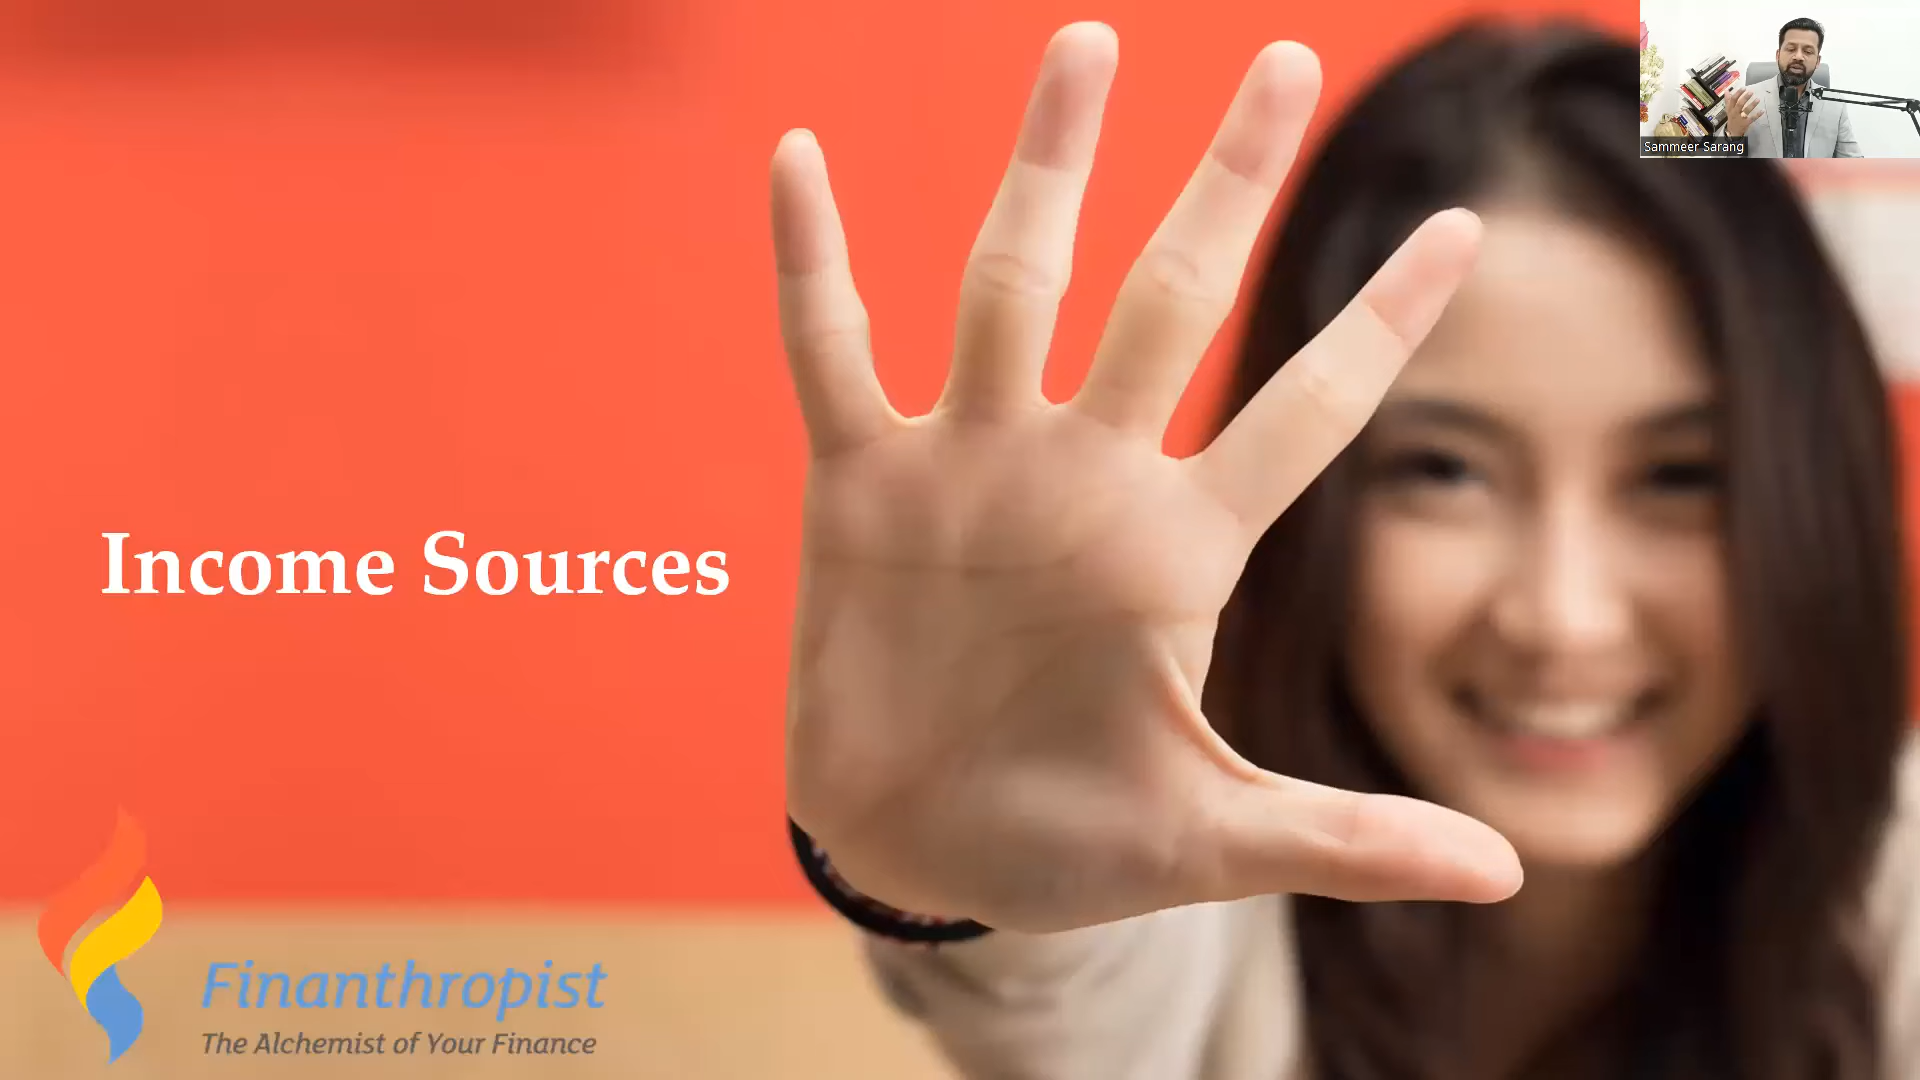 Sammeer Sarang
Income Sources
Finanthropist
The Alchemist of Your Finance